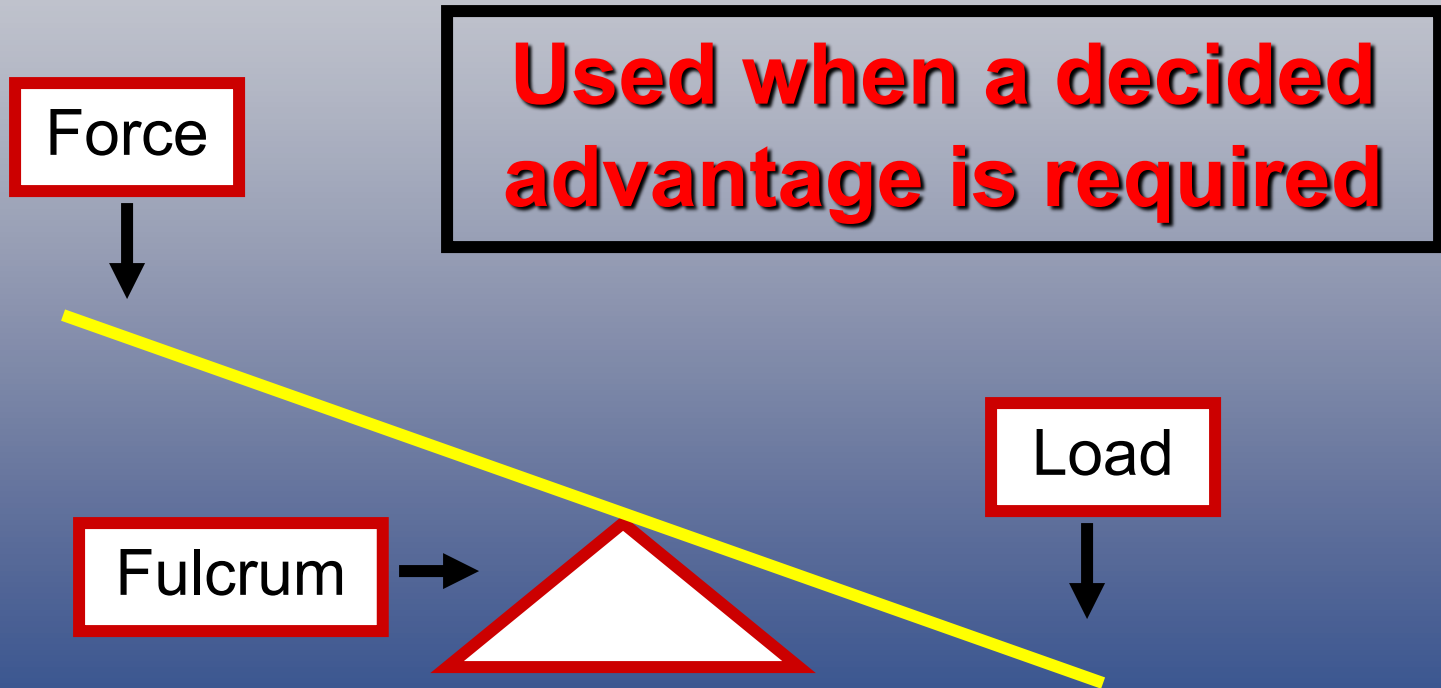 Used when a decided
advantage is required
Force
Load
Fulcrum